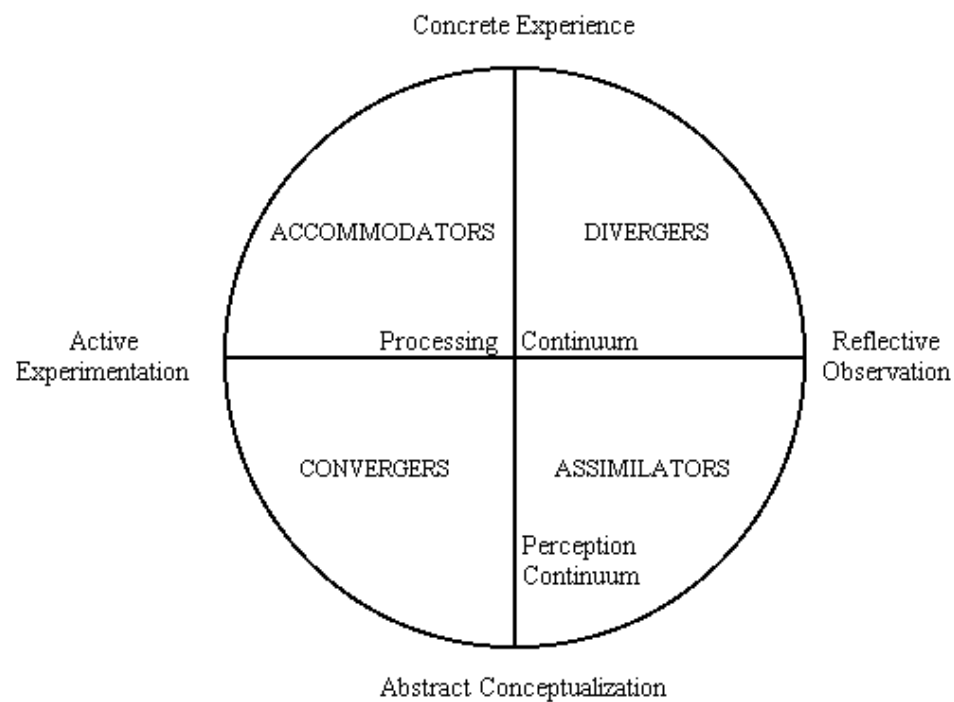 Concrete Experience
ACCOMMODATORS
DIVERGERS
Processing Continuum
Active
Experimentation
Reflective
Observation
CONVERGERS
ASSIMILATORS
Perception
Continuum
Abstract Conceptualization